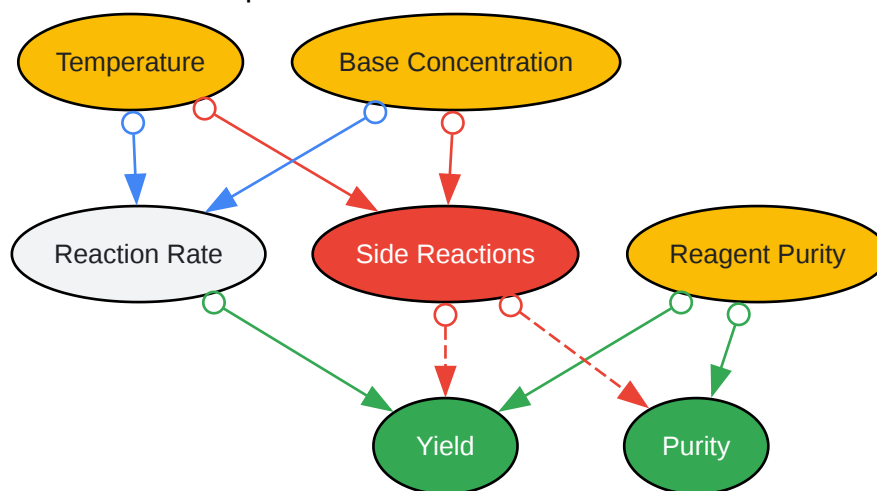 Temperature
Base Concentration
Reaction Rate
Side Reactions
Reagent Purity
Yield
Purity